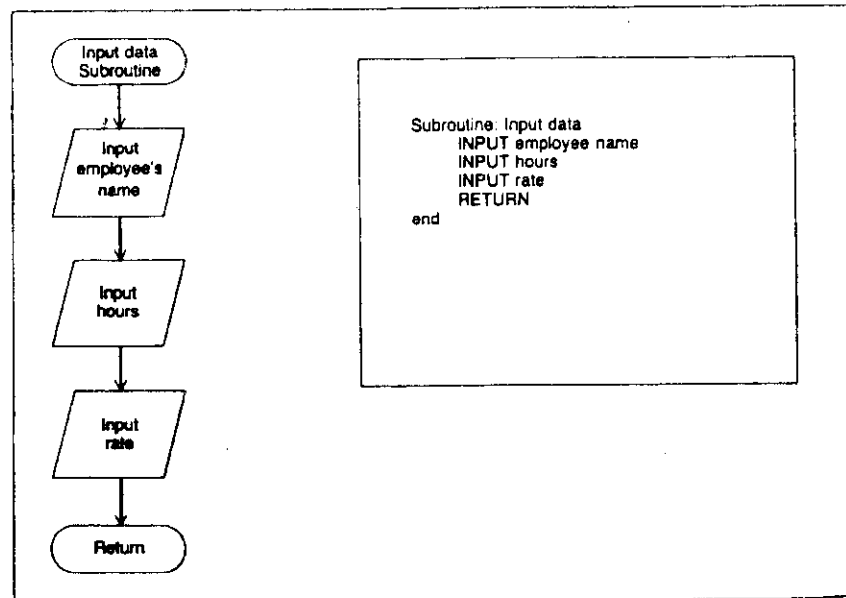 Input data
Subroutine
Input
employee's
name
Input
hours
Input
rate
Return
Subroutine: Input data
INPUT employee name
INPUT hours
INPUT rate
RETURN
end